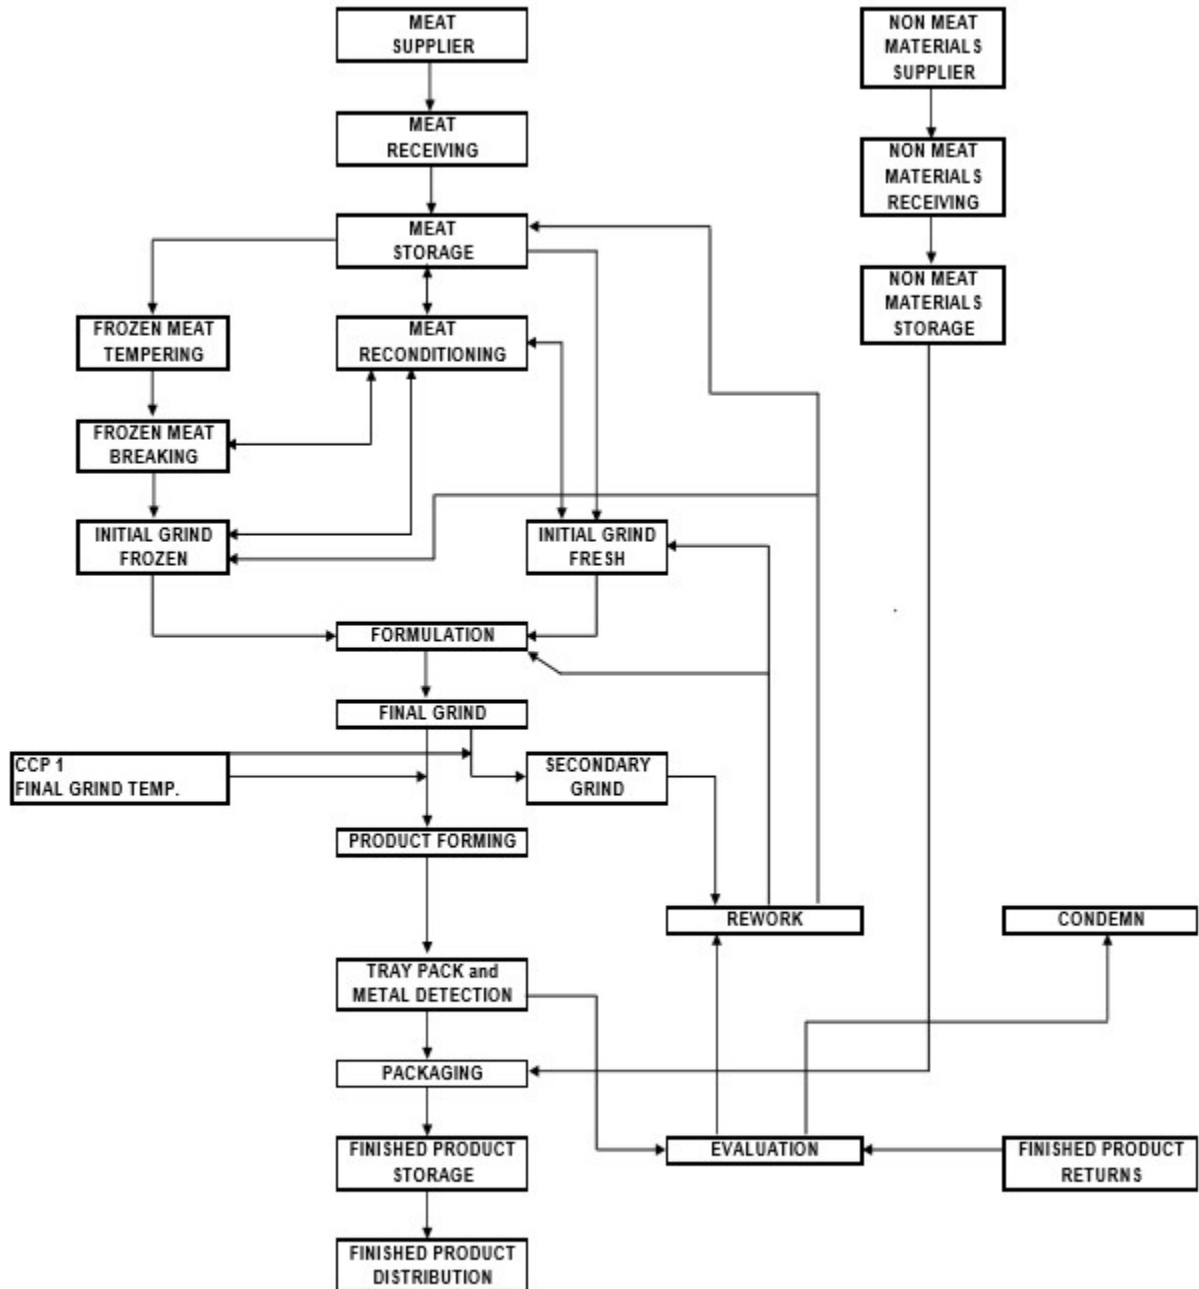 MEAT
SUPPLIER
NON MEAT
MATERIALS
SUPPLIER
MEAT
RECEIVING
NON MEAT
MATERIALS
RECEIVING
MEAT
STORAGE
NON MEAT
MATERIALS
STORAGE
FROZEN MEAT
TEMPERING
MEAT
RECONDITIONING
FROZEN MEAT
BREAKING
INITIAL GRIND
FROZEN
INITIAL GRIND
FRESH
FORMULATION
FINAL GRIND
CCP 1
FINAL GRIND TEMP.
SECONDARY
GRIND
PRODUCT FORMING
REWORK
CONDEMN
TRAY PACK and
METAL DETECTION
PACKAGING
FINISHED PRODUCT
STORAGE
EVALUATION
FINISHED PRODUCT
RETURNS
FINISHED PRODUCT
DISTRIBUTION